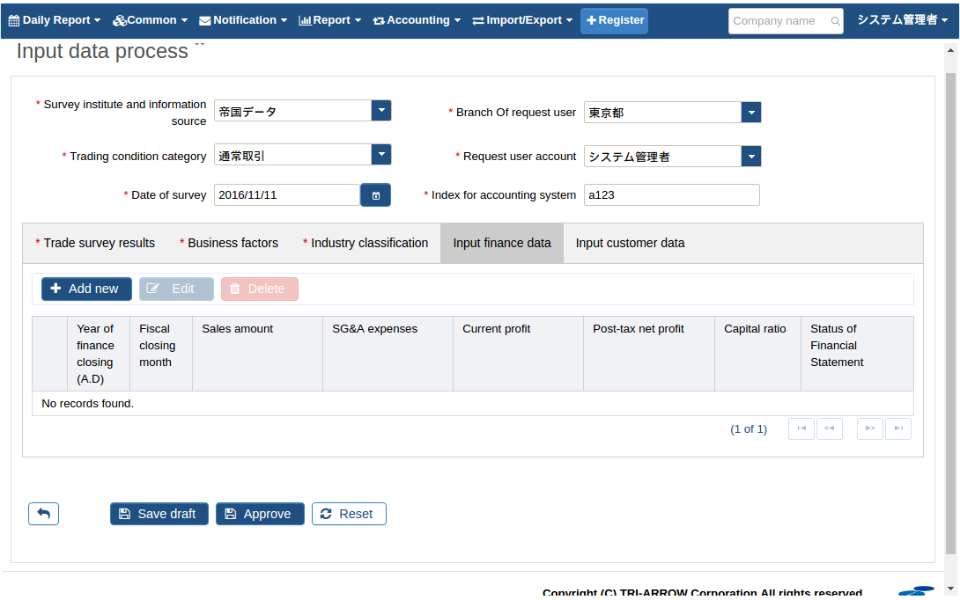 Daily Report Common Notification Report Accounting Import/Export + Register Company name システム管理者
Input data process
* Survey institute and information source 帝国データ * Branch Of request user 東京都
* Trading condition category 通常取引 * Request user account システム管理者
* Date of survey 2016/11/11 * Index for accounting system a123
* Trade survey results * Business factors * Industry classification Input finance data Input customer data
+ Add new Edit Delete
Year of finance closing (A.D) Fiscal closing month Sales amount SG&A expenses Current profit Post-tax net profit Capital ratio Status of Financial Statement
No records found.
(1 of 1)
Save draft Approve Reset
Copyright (C) TRI-ARROW Corporation All rights reserved